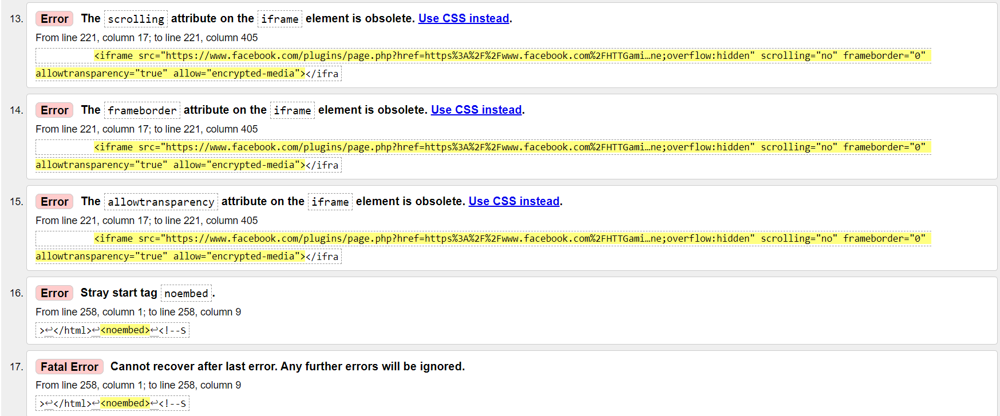 13. Error The scrolling attribute on the iframe element is obsolete. Use CSS instead.
From line 221, column 17; to line 221, column 405
<iframe src="https://www.facebook.com/plugins/page.php?href=https%3A%2F%2Fwww.facebook.com%2FHTTGami…ne;overflow:hidden" scrolling="no" frameborder="0"
allowtransparency="true" allow="encrypted-media"></ifra
14. Error The frameborder attribute on the iframe element is obsolete. Use CSS instead.
From line 221, column 17; to line 221, column 405
<iframe src="https://www.facebook.com/plugins/page.php?href=https%3A%2F%2Fwww.facebook.com%2FHTTGami…ne;overflow:hidden" scrolling="no" frameborder="0"
allowtransparency="true" allow="encrypted-media"></ifra
15. Error The allowtransparency attribute on the iframe element is obsolete. Use CSS instead.
From line 221, column 17; to line 221, column 405
<iframe src="https://www.facebook.com/plugins/page.php?href=https%3A%2F%2Fwww.facebook.com%2FHTTGami…ne;overflow:hidden" scrolling="no" frameborder="0"
allowtransparency="true" allow="encrypted-media"></ifra
16. Error Stray start tag noembed.
From line 258, column 1; to line 258, column 9
>↩</html>↩<noembed>↩<!--S
17. Fatal Error Cannot recover after last error. Any further errors will be ignored.
From line 258, column 1; to line 258, column 9
>↩</html>↩<noembed>↩<!--S